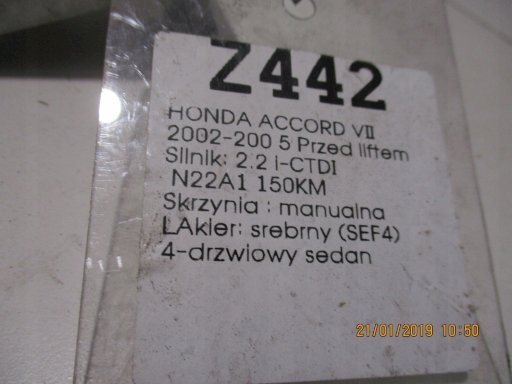 Z442
HONDA ACCORD VII
2002-200 5 Przed liftem
Silnik: 2.2 i-CTDI
N22A1 150KM
Skrzynia : manualna
LAkier: srebrny (SEF4)
4-drzwiowy sedan
21/01/2019 10:50